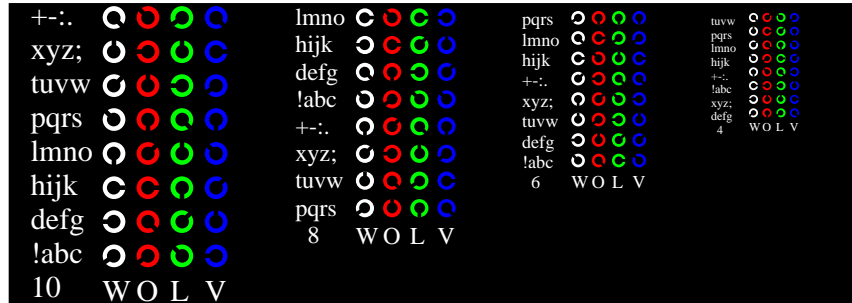 +-:.
xyz;
tuvw
pqrs
lmno
hijk
defg
!abc
10 W O L V
lmno
hijk
defg
!abc
+-:.
xyz;
tuvw
pqrs
8 W O L V
pqrs
lmno
hijk
+-:.
xyz;
tuvw
defg
!abc
6 W O L V
tuvw
pqrs
lmno
hijk
+-:.
!abc
xyz;
defg
4 W O L V